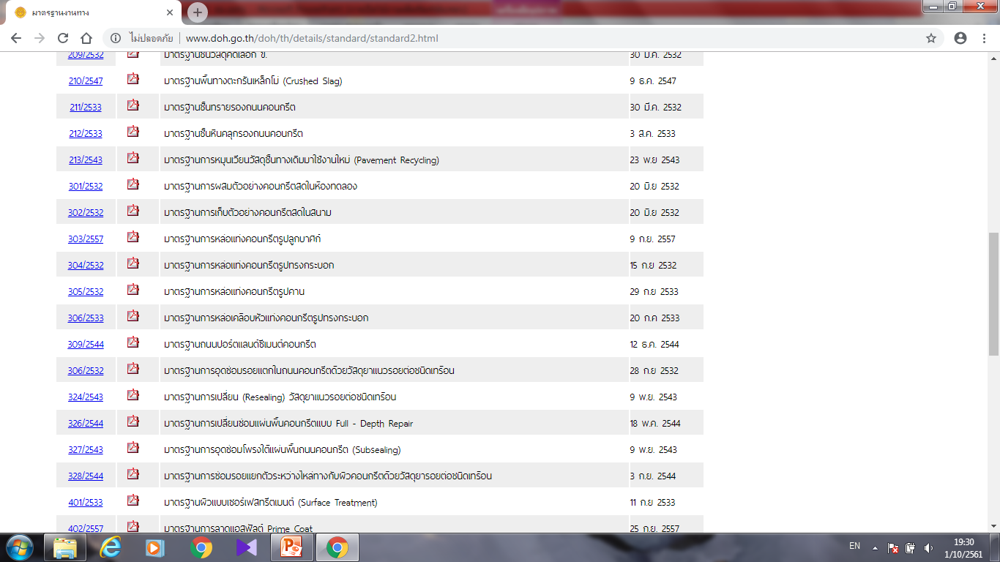 มาตรฐานงานทาง
ไม่ปลอดภัย www.doh.go.th/doh/th/details/standard/standard2.html
209/2532 มาตรฐานชั้นวัสดุคัดเลือก ข. 30 มี.ค. 2532
210/2547 มาตรฐานพื้นทางตะกรันเหล็กโม่ (Crushed Slag) 9 ธ.ค. 2547
211/2533 มาตรฐานชั้นทรายรองถนนคอนกรีต 30 มี.ค. 2532
212/2533 มาตรฐานชั้นหินคลุกรองถนนคอนกรีต 3 ส.ค. 2533
213/2543 มาตรฐานการหมุนเวียนวัสดุชั้นทางเดิมมาใช้งานใหม่ (Pavement Recycling) 23 พ.ย 2543
301/2532 มาตรฐานการผสมตัวอย่างคอนกรีตสดในห้องทดลอง 20 มิ.ย 2532
302/2532 มาตรฐานการเก็บตัวอย่างคอนกรีตสดในสนาม 20 มิ.ย 2532
303/2557 มาตรฐานการหล่อแท่งคอนกรีตรูปลูกบาศก์ 9 ก.ย. 2557
304/2532 มาตรฐานการหล่อแท่งคอนกรีตรูปทรงกระบอก 15 ก.ย 2532
305/2532 มาตรฐานการหล่อแท่งคอนกรีตรูปคาน 29 ก.ย 2533
306/2533 มาตรฐานการหล่อเคลือบหัวแท่งคอนกรีตรูปทรงกระบอก 20 ก.ค 2533
309/2544 มาตรฐานถนนปอร์ตแลนด์ซีเมนต์คอนกรีต 12 ธ.ค. 2544
306/2532 มาตรฐานการอุดซ่อมรอยแตกในถนนคอนกรีตด้วยวัสดุยาแนวรอยต่อชนิดเทร้อน 28 ก.ย 2532
324/2543 มาตรฐานการเปลี่ยน (Resealing) วัสดุยาแนวรอยต่อชนิดเทร้อน 9 พ.ย. 2543
326/2544 มาตรฐานการเปลี่ยนซ่อมแผ่นพื้นคอนกรีตแบบ Full - Depth Repair 18 พ.ค. 2544
327/2543 มาตรฐานการอุดซ่อมโพรงใต้แผ่นพื้นถนนคอนกรีต (Subsealing) 9 พ.ย. 2543
328/2544 มาตรฐานการซ่อมรอยแยกตัวระหว่างไหล่ทางกับผิวคอนกรีตด้วยวัสดุยารอยต่อชนิดเทร้อน 3 ก.ย. 2544
401/2533 มาตรฐานผิวแบบเซอร์เฟสทรีตเมนต์ (Surface Treatment) 11 ก.ย 2533
402/2557 มาตรฐานการลาดแอสฟัลต์ Prime Coat 25 ก.ย. 2557
EN 19:30
1/10/2561